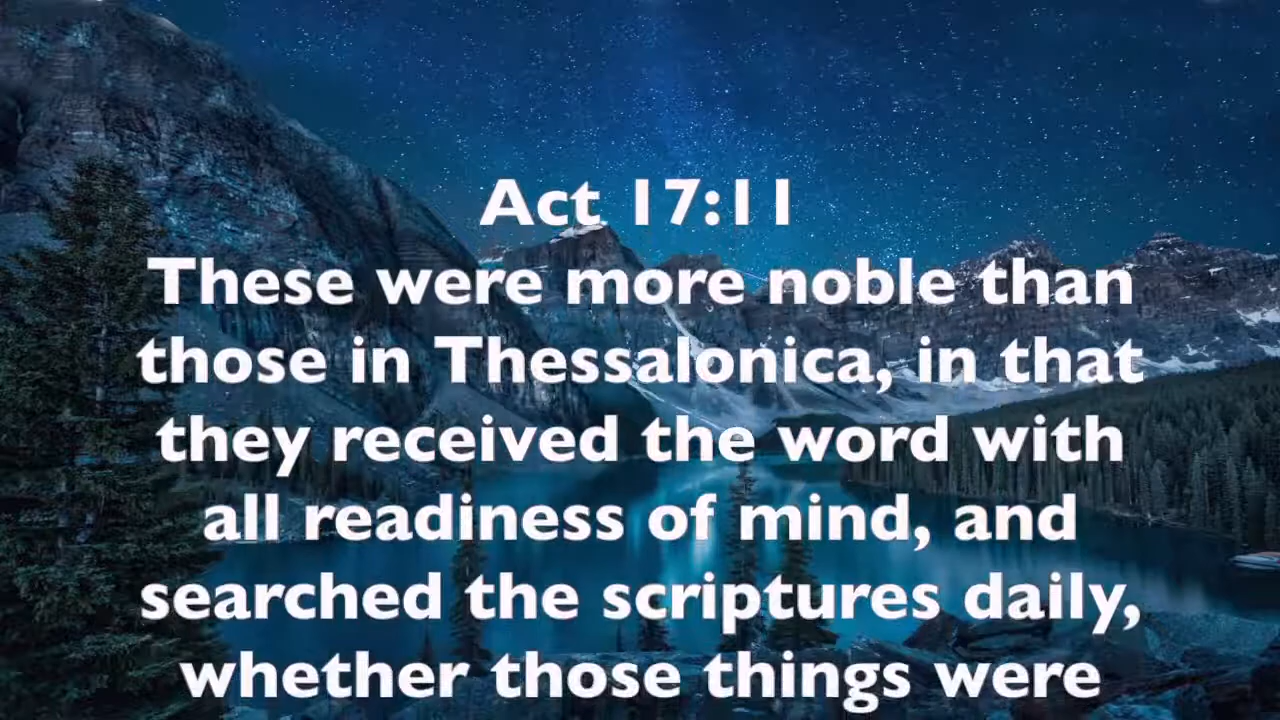 Act 17:11
These were more noble than
those in Thessalonica, in that
they received the word with
all readiness of mind, and
searched the scriptures daily,
whether those things were